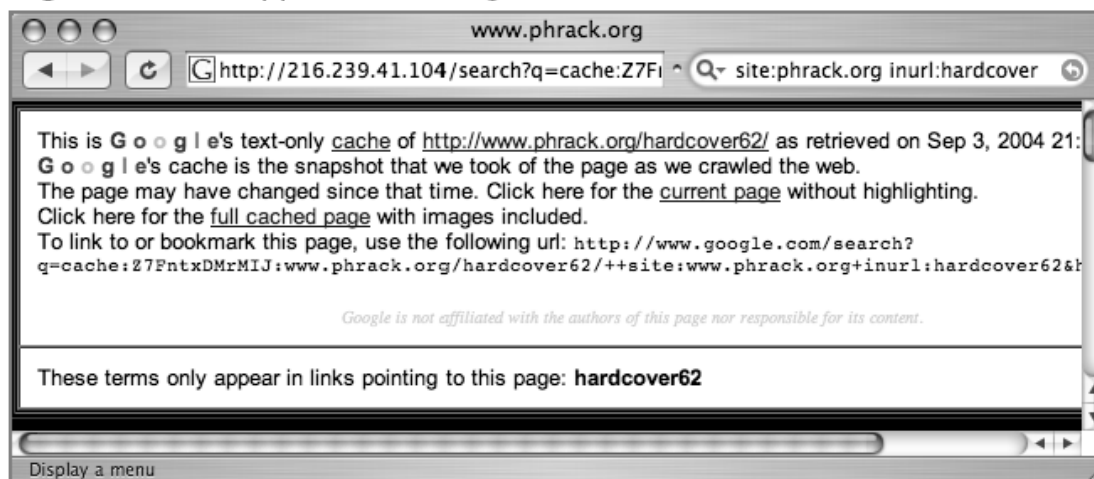 www.phrack.org
http://216.239.41.104/search?q=cache:Z7F
site:phrack.org inurl:hardcover
This is Google's text-only cache of http://www.phrack.org/hardcover62/ as retrieved on Sep 3, 2004 21:
Google's cache is the snapshot that we took of the page as we crawled the web.
The page may have changed since that time. Click here for the current page without highlighting.
Click here for the full cached page with images included.
To link to or bookmark this page, use the following url: http://www.google.com/search?
q=cache:Z7FntxDMrMIJ:www.phrack.org/hardcover62/++site:www.phrack.org+inurl:hardcover62&h
Google is not affiliated with the authors of this page nor responsible for its content.
These terms only appear in links pointing to this page: hardcover62
Display a menu